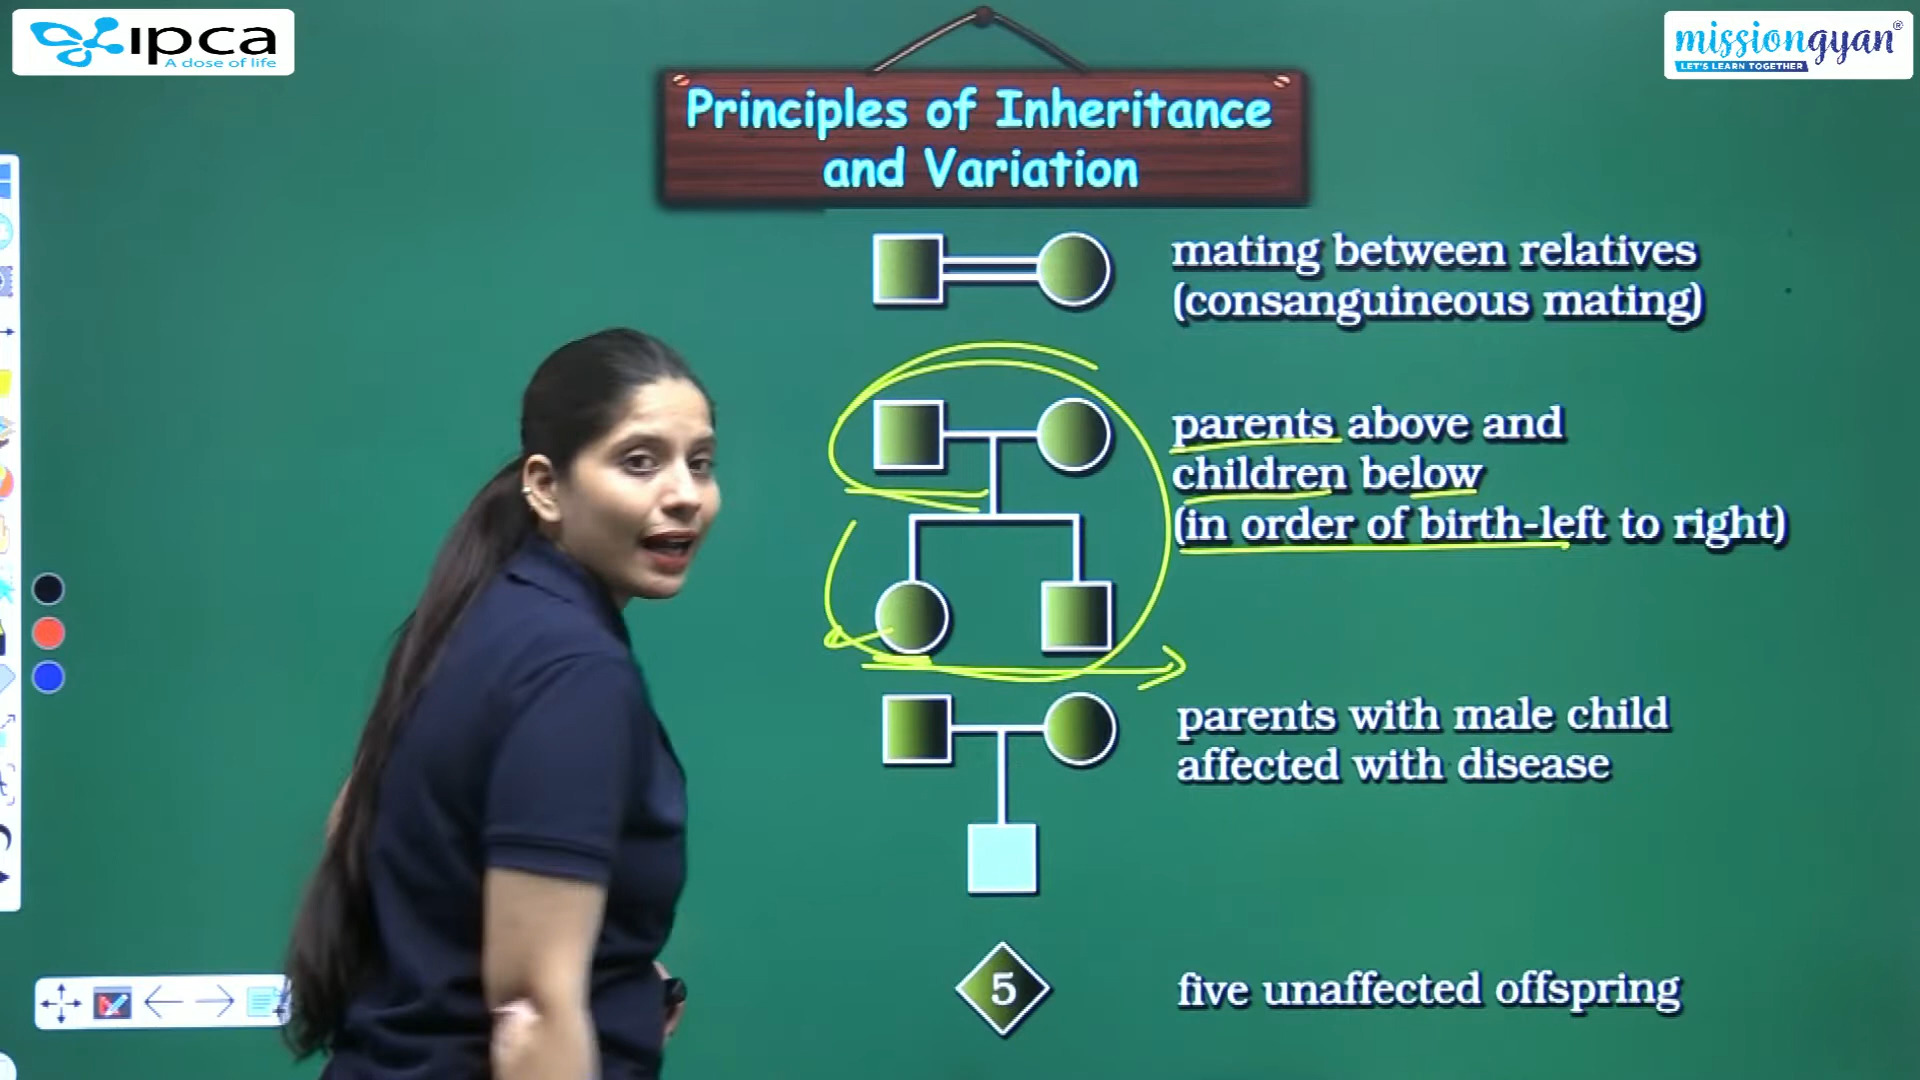 ipca
A dose of life
missiongyan®
LET'S LEARN TOGETHER
Principles of Inheritance
and Variation
mating between relatives
(consanguineous mating)
parents above and
children below
(in order of birth-left to right)
parents with male child
affected with disease
5
five unaffected offspring